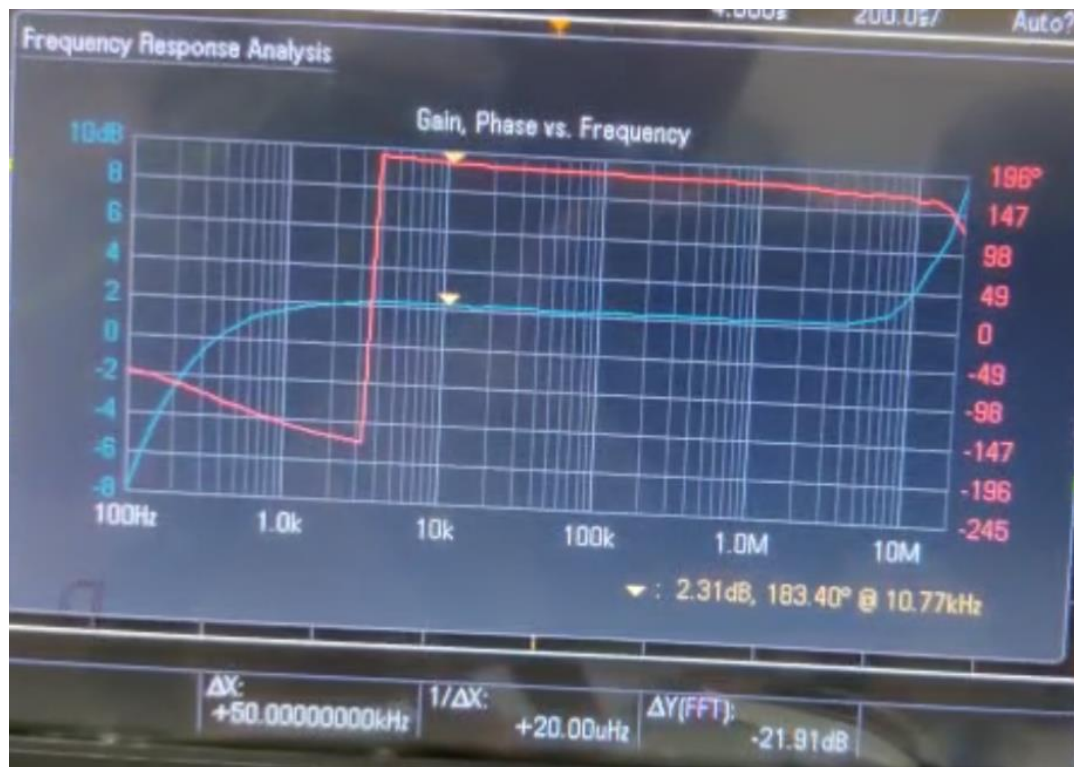 200.0s/ Auto?
Frequency Response Analysis
Gain, Phase vs. Frequency
10dB
8
6
4
2
0
-2
-4
-6
-8
196°
147
98
49
0
-49
-98
-147
-196
-245
100Hz 1.0k 10k 100k 1.0M 10M
: 2.31dB, 183.40° @ 10.77kHz
ΔX: 1/ΔX: ΔY(FFT):
+50.00000000kHz +20.00uHz -21.91dB